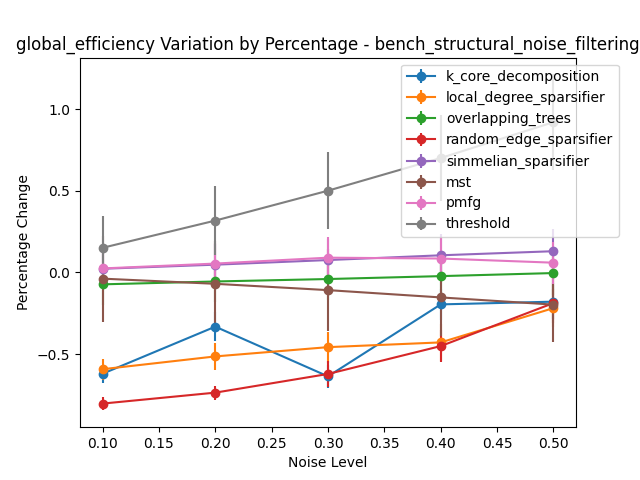 global_efficiency Variation by Percentage - bench_structural_noise_filtering
k_core_decomposition
local_degree_sparsifier
overlapping_trees
random_edge_sparsifier
simmelian_sparsifier
mst
pmfg
threshold
Percentage Change
1.0
0.5
0.0
−0.5
0.10 0.15 0.20 0.25 0.30 0.35 0.40 0.45 0.50
Noise Level